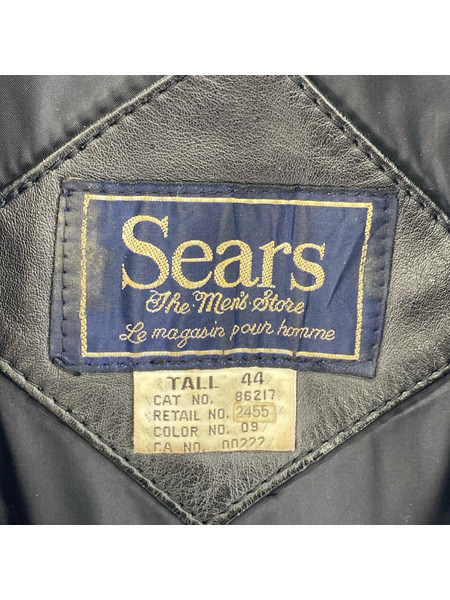 Sears
The Men's Store
Le magasin pour homme
TALL 44
CAT NO. 86217
RETAIL NO. 2455
COLOR NO. 09
CA NO. 00222